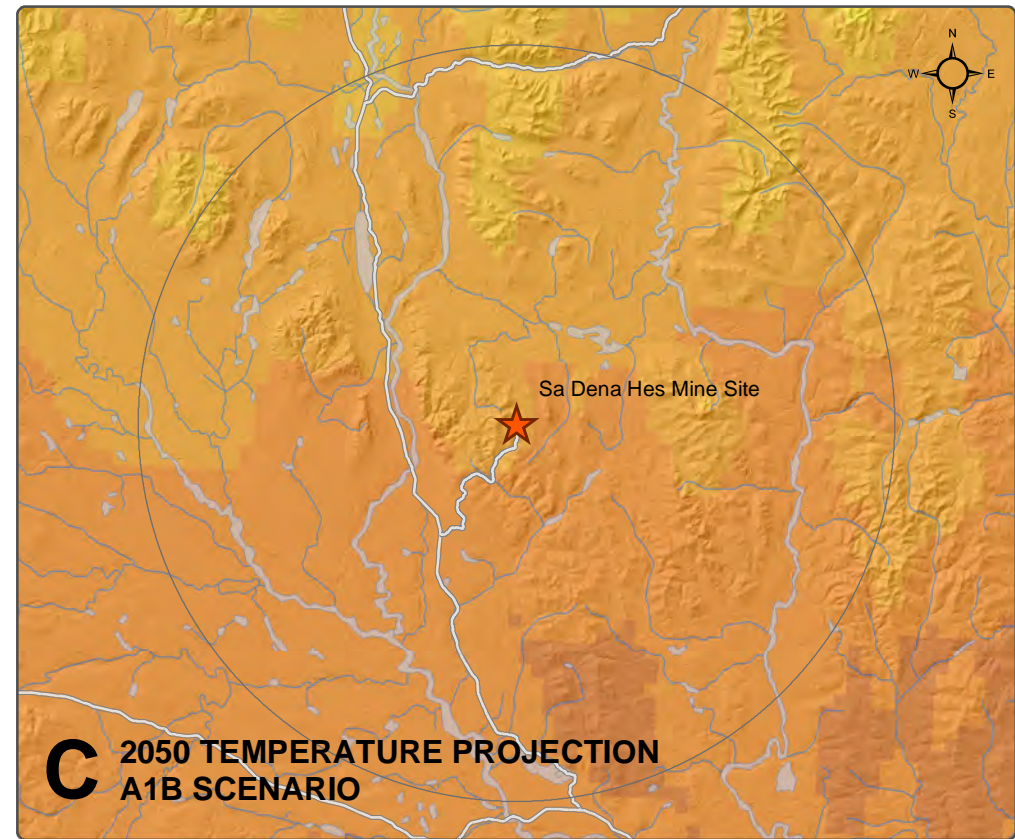 N
W E
S
Sa Dena Hes Mine Site
C 2050 TEMPERATURE PROJECTION
A1B SCENARIO